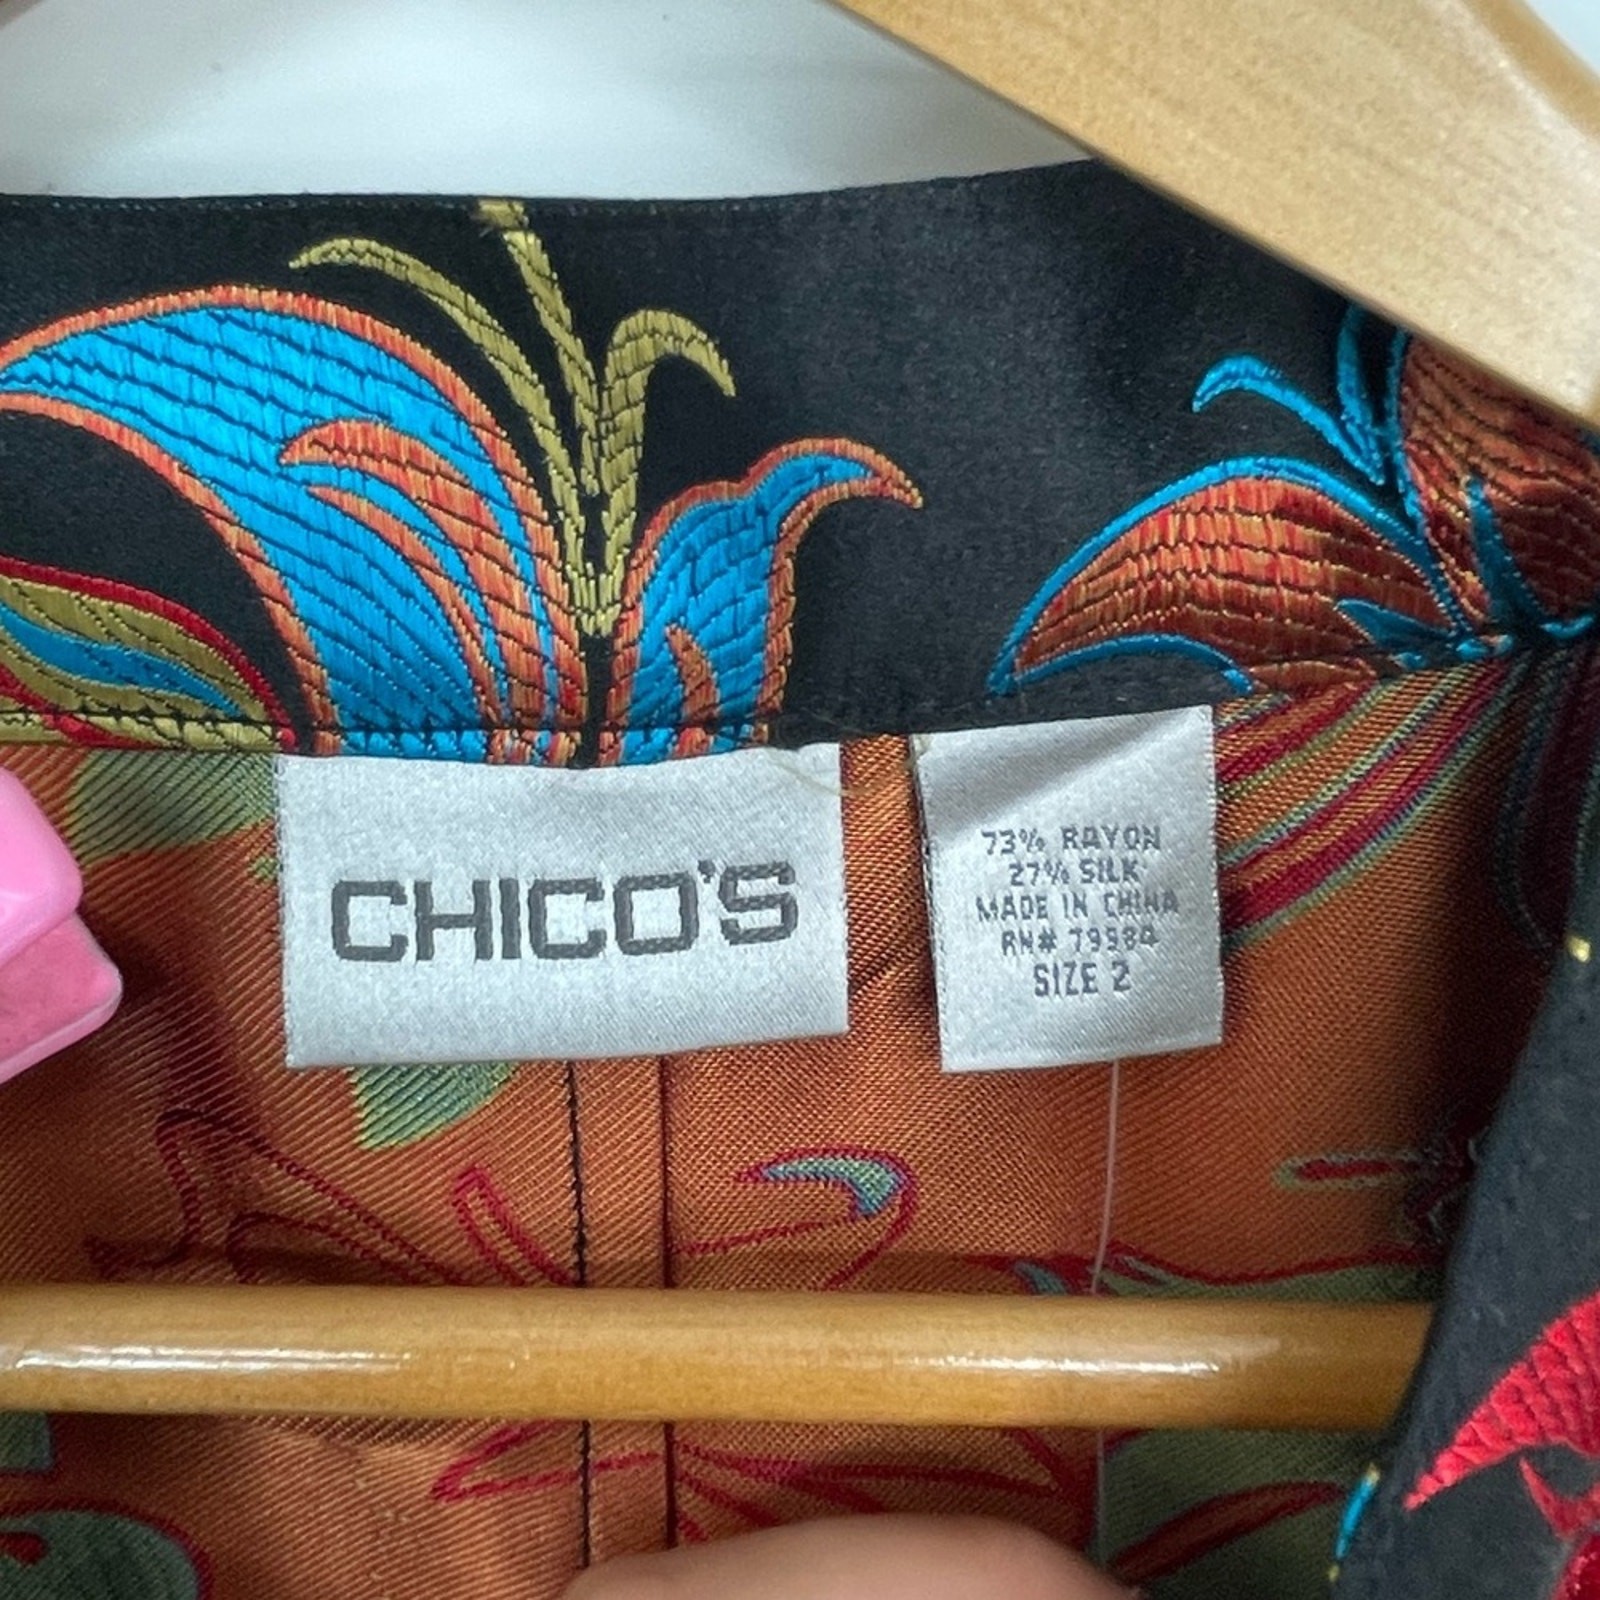 CHICO'S
73% RAYON
27% SILK
MADE IN CHINA
RN# 79984
SIZE 2